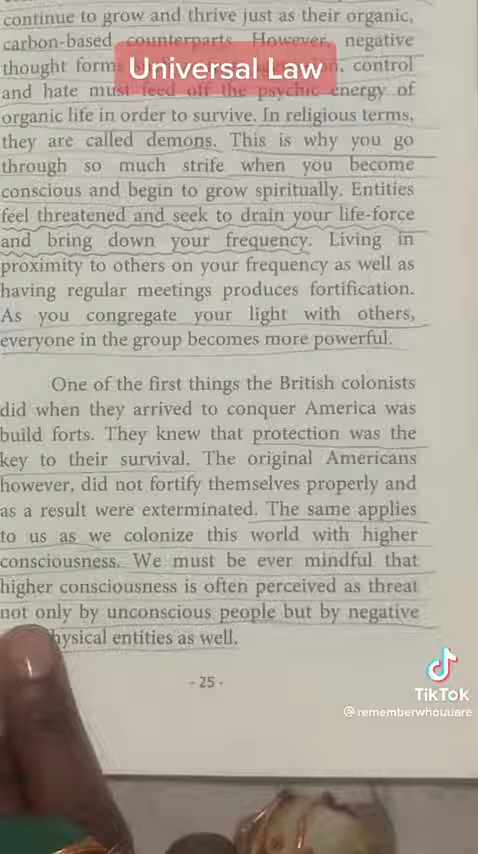 continue to grow and thrive just as their organic,
carbon-based counterparts. However, negative
thought form
Universal Law
, control
and hate must feed off the psychic energy of
organic life in order to survive. In religious terms,
they are called demons. This is why you go
through so much strife when you become
conscious and begin to grow spiritually. Entities
feel threatened and seek to drain your life-force
and bring down your frequency. Living in
proximity to others on your frequency as well as
having regular meetings produces fortification.
As you congregate your light with others,
everyone in the group becomes more powerful.
One of the first things the British colonists
did when they arrived to conquer America was
build forts. They knew that protection was the
key to their survival. The original Americans
however, did not fortify themselves properly and
as a result were exterminated. The same applies
to us as we colonize this world with higher
consciousness. We must be ever mindful that
higher consciousness is often perceived as threat
not only by unconscious people but by negative
hysical entities as well.
- 25 -
TikTok
@rememberwhouuare